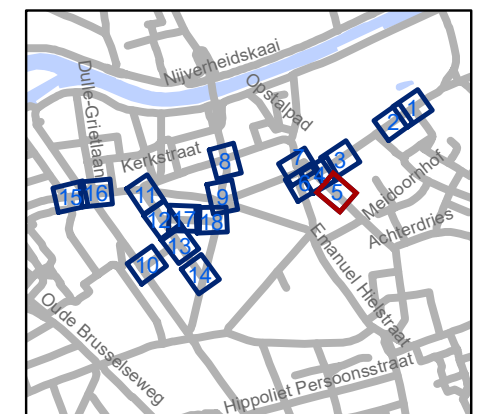 Nijverheidskaai
Dulle-Grietlaan
Opstalpad
Kerkstraat
1
2
3
4
5
6
7
8
9
10
11
12
13
14
15
16
17
18
Meidoornhof
Achterdries
Emanuel Hielstraat
Oude Brusselseweg
Hippoliet Persoonsstraat